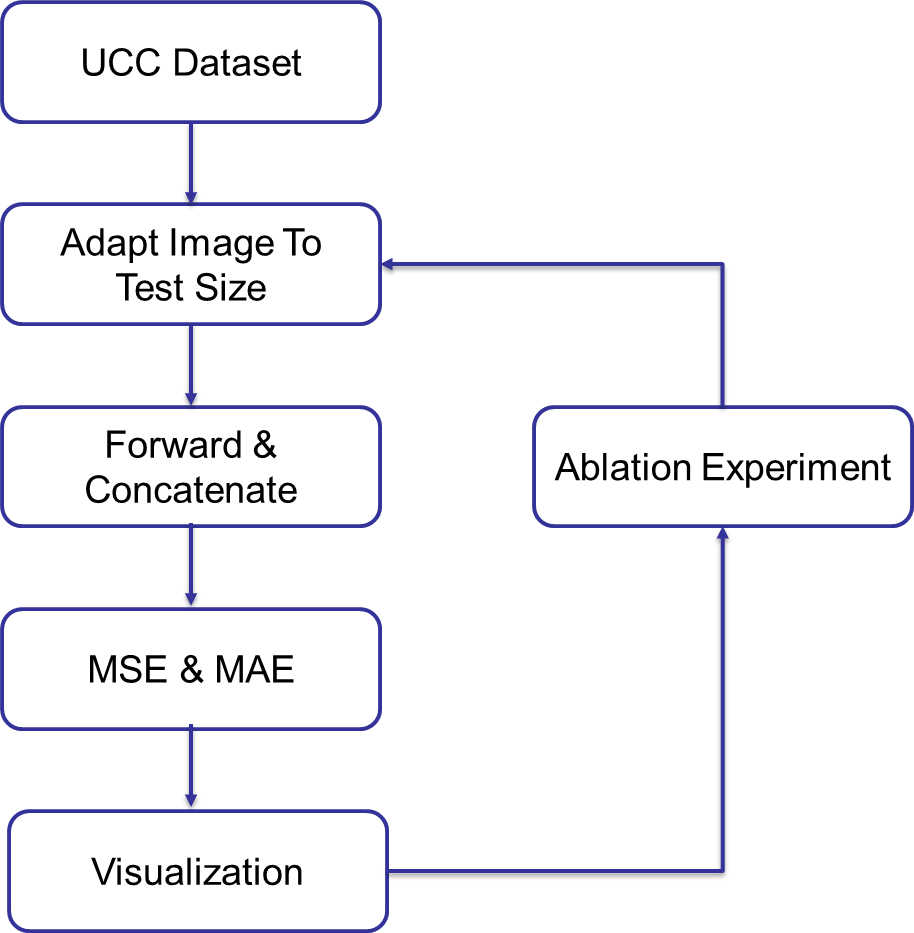 UCC Dataset
Adapt Image To
Test Size
Forward &
Concatenate
Ablation Experiment
MSE & MAE
Visualization